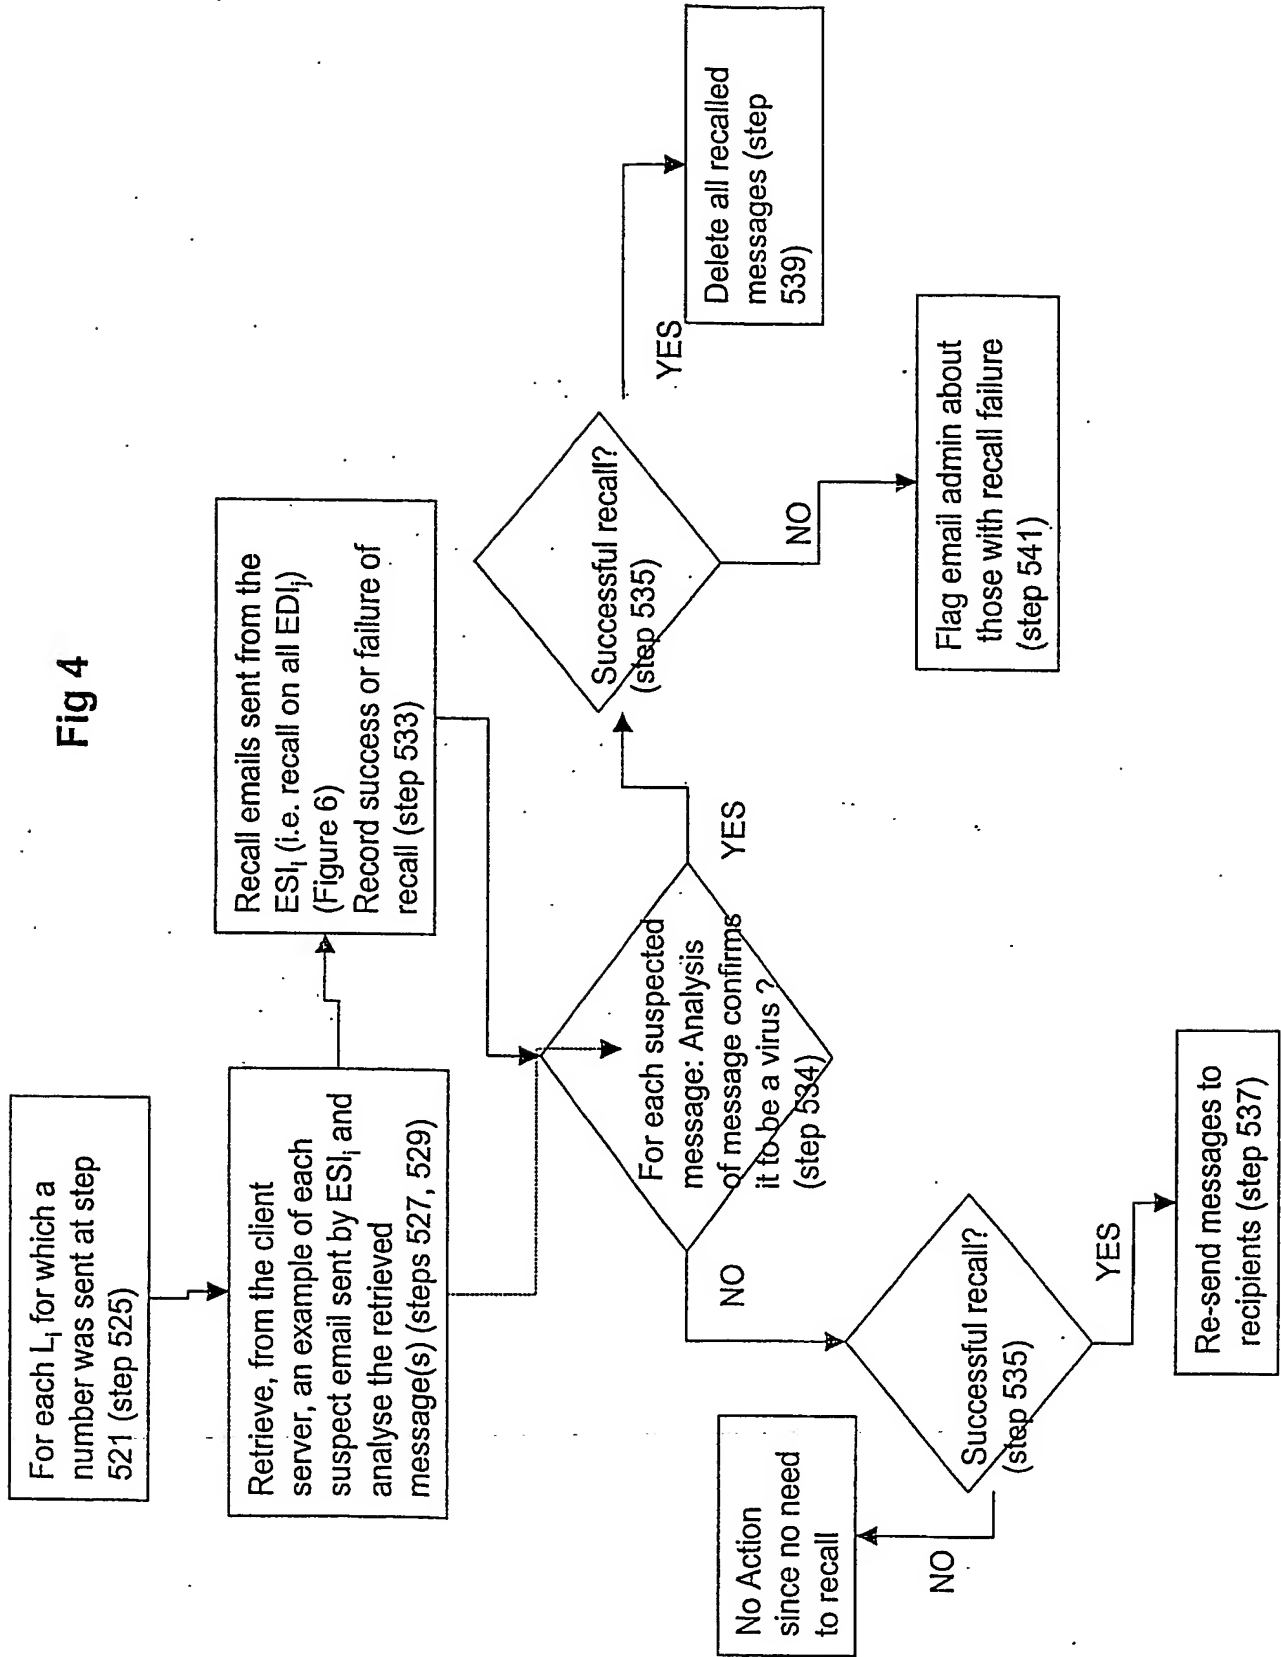 Fig 4
For each Li for which a
number was sent at step
521 (step 525)
Retrieve, from the client
server, an example of each
suspect email sent by ESIi and
analyse the retrieved
message(s) (steps 527, 529)
Recall emails sent from the
ESIi (i.e. recall on all EDIj)
(Figure 6)
Record success or failure of
recall (step 533)
For each suspected
message: Analysis
of message confirms
it to be a virus ?
(step 534)
NO
YES
Successful recall?
(step 535)
NO
YES
No Action
since no need
to recall
Re-send messages to
recipients (step 537)
Successful recall?
(step 535)
YES
NO
Delete all recalled
messages (step
539)
Flag email admin about
those with recall failure
(step 541)